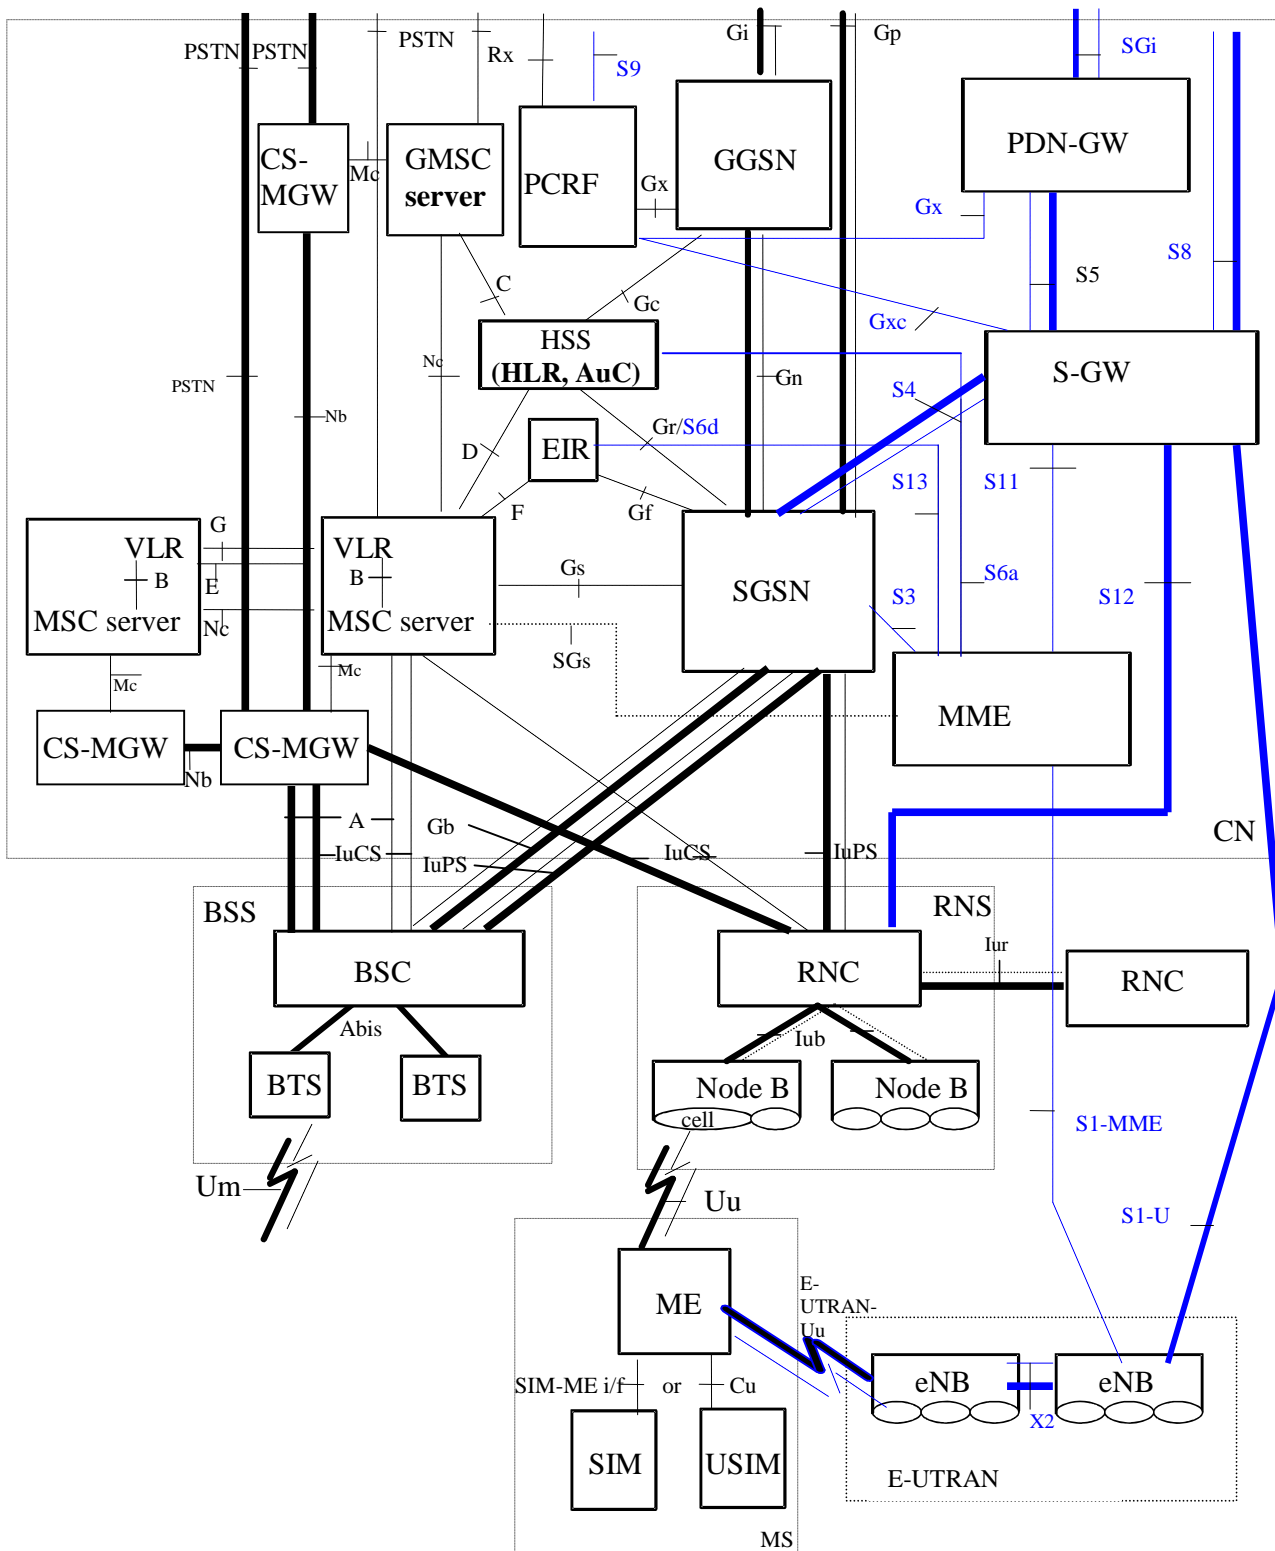 PSTN
PSTN
PSTN
Rx
S9
Gi
Gp
SGi
CS-
MGW
Mc
GMSC
server
PCRF
Gx
GGSN
PDN-GW
Gx
S8
C
Gc
S5
Gxc
HSS
(HLR, AuC)
Nc
PSTN
Gn
S-GW
S4
Nb
D
EIR
Gr/S6d
F
Gf
S13
S11
G
VLR
B
E
MSC server
Nc
VLR
B
MSC server
Gs
SGs
SGSN
S3
S6a
S12
Mc
Mc
MME
CS-MGW
Nb
CS-MGW
A
IuCS
Gb
IuPS
IuCS
IuPS
CN
BSS
RNS
BSC
RNC
Iur
RNC
Abis
Iub
BTS
BTS
Node B
cell
Node B
S1-MME
Um
Uu
S1-U
ME
E-
UTRAN-
Uu
SIM-ME i/f
or
Cu
eNB
X2
eNB
SIM
USIM
E-UTRAN
MS